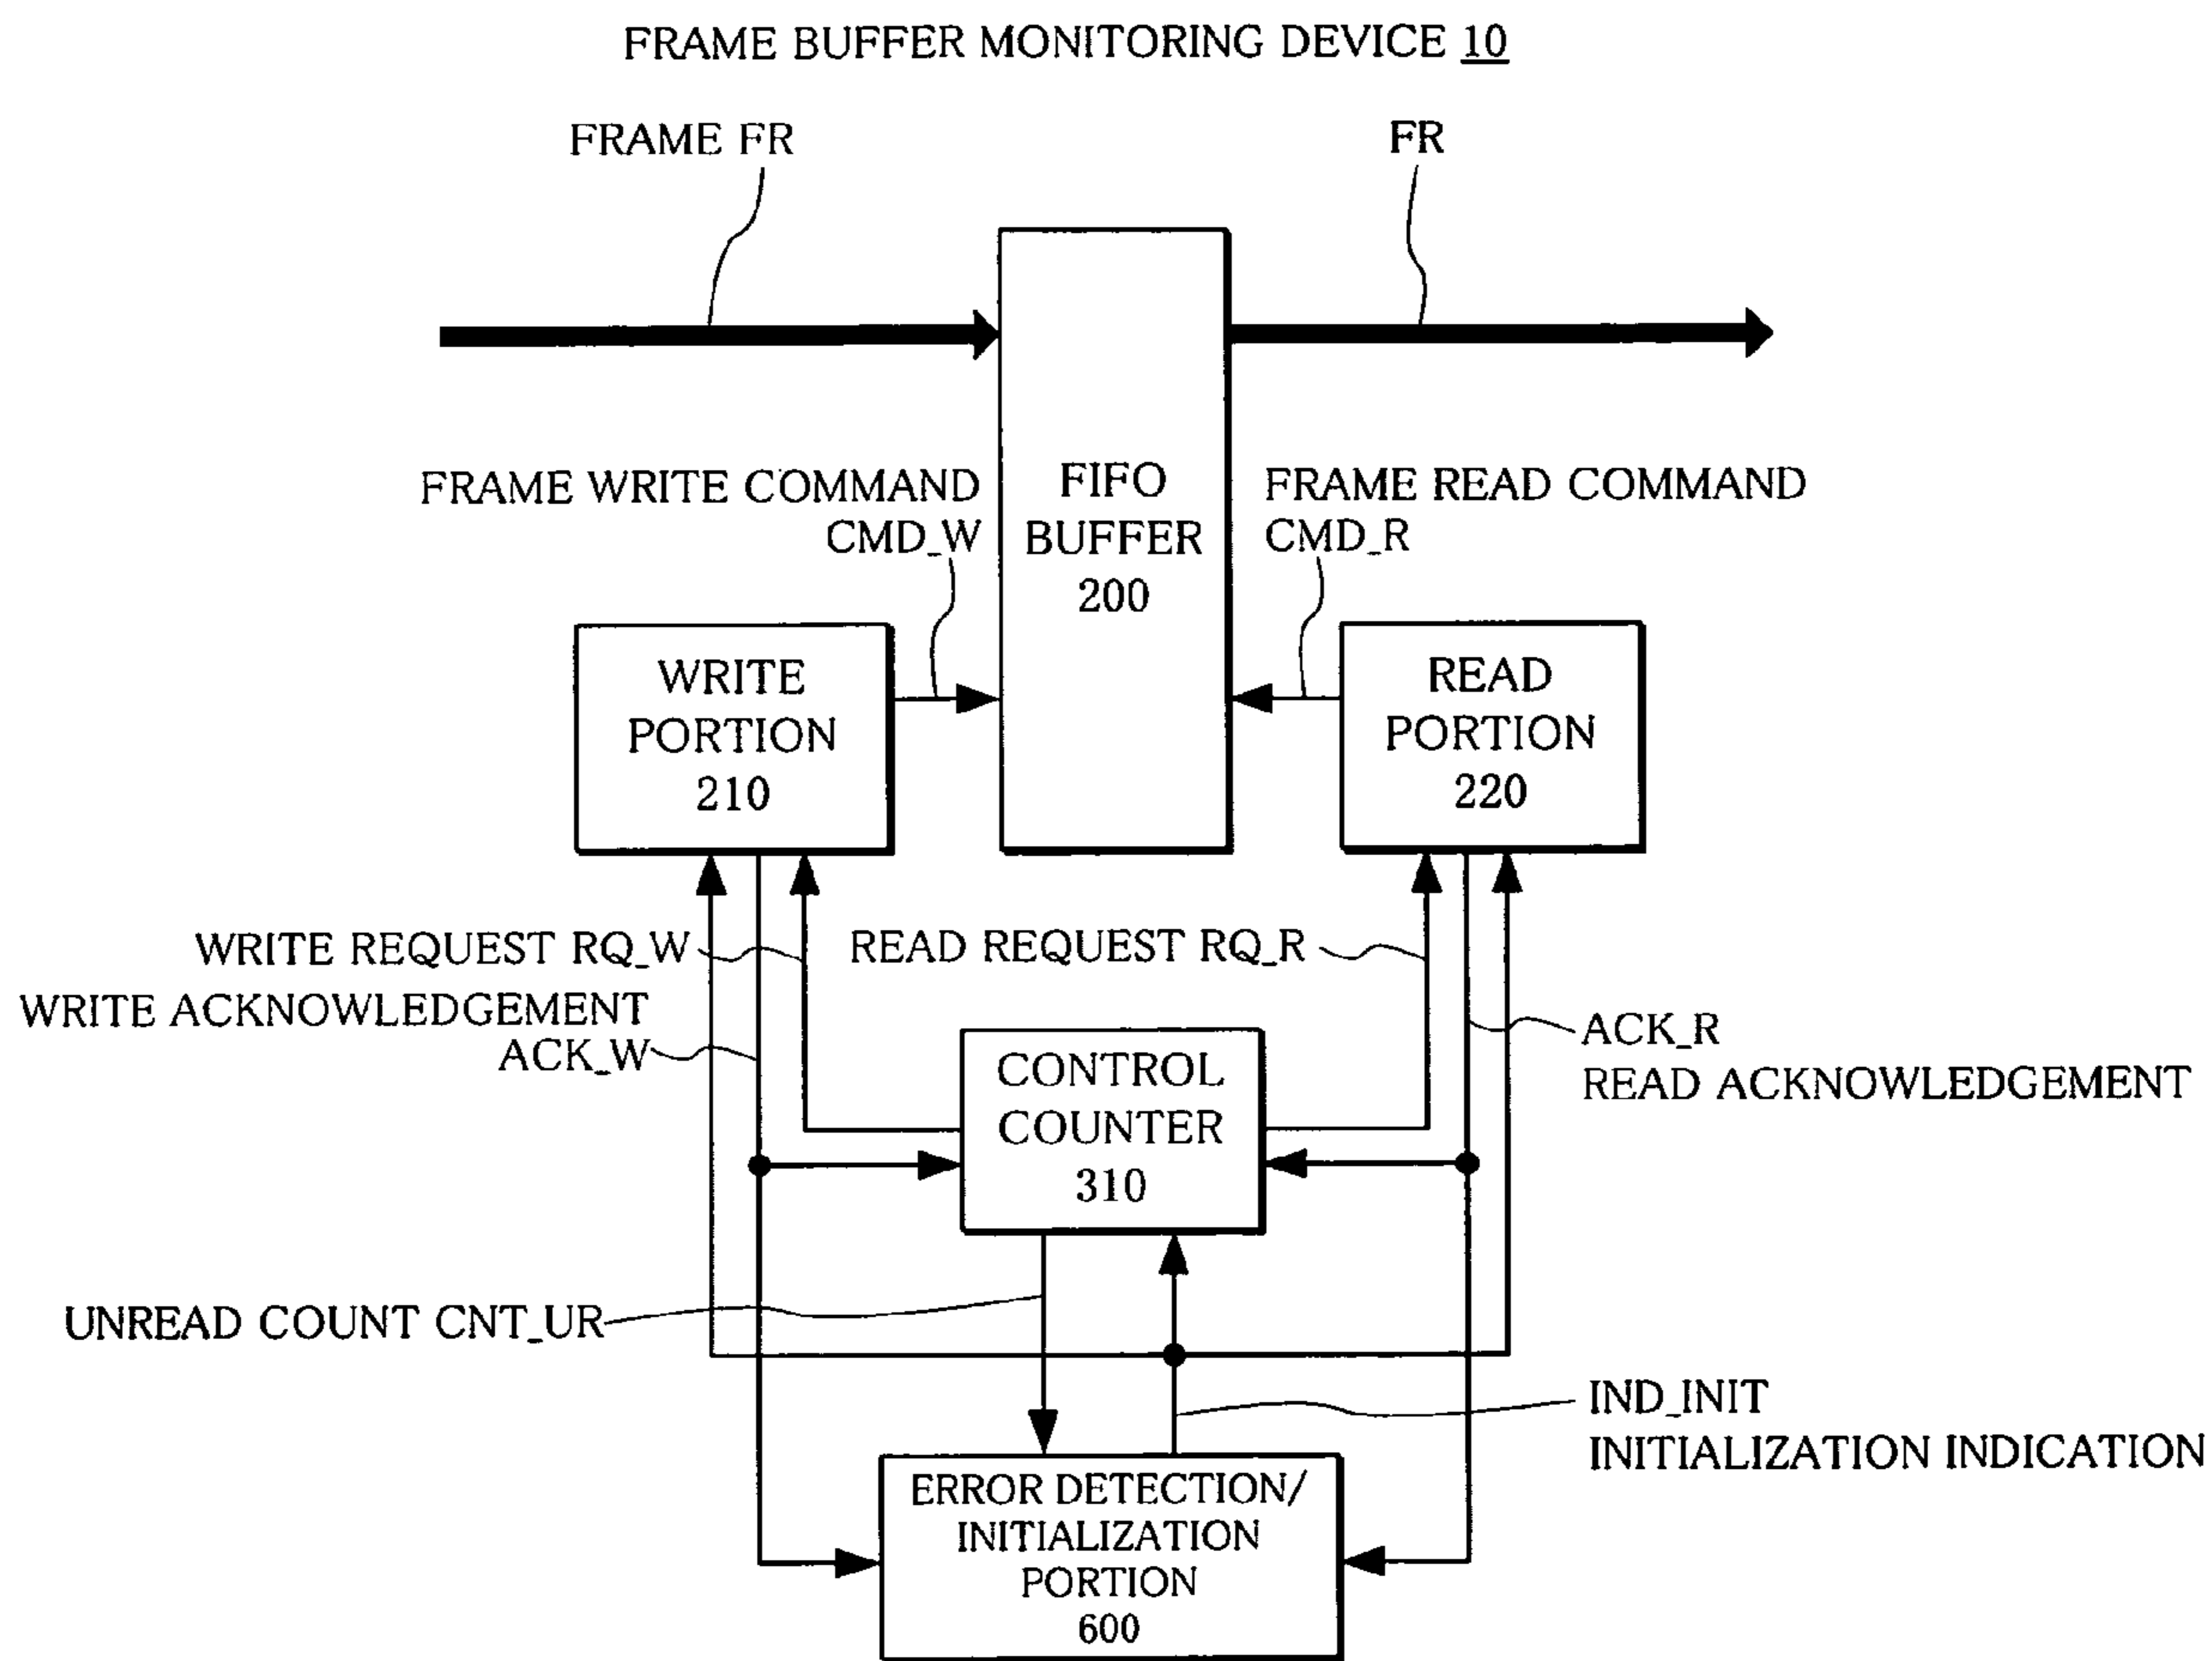 FRAME BUFFER MONITORING DEVICE 10
FRAME FR
FR
FRAME WRITE COMMAND
CMD_W
FIFO
BUFFER
200
FRAME READ COMMAND
CMD_R
WRITE
PORTION
210
READ
PORTION
220
WRITE REQUEST RQ_W
READ REQUEST RQ_R
WRITE ACKNOWLEDGEMENT
ACK_W
CONTROL
COUNTER
310
ACK_R
READ ACKNOWLEDGEMENT
UNREAD COUNT CNT_UR
IND_INIT
INITIALIZATION INDICATION
ERROR DETECTION/
INITIALIZATION
PORTION
600